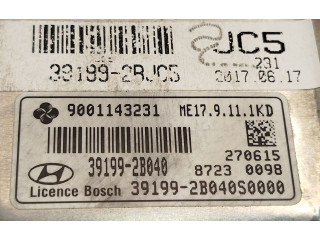 JC5
231
39199-2BJC5
2017.06.17
9001143231 ME17.9.11.1KD
39199-2B040
270615
8723 0098
Licence Bosch 39199-2B040S0000